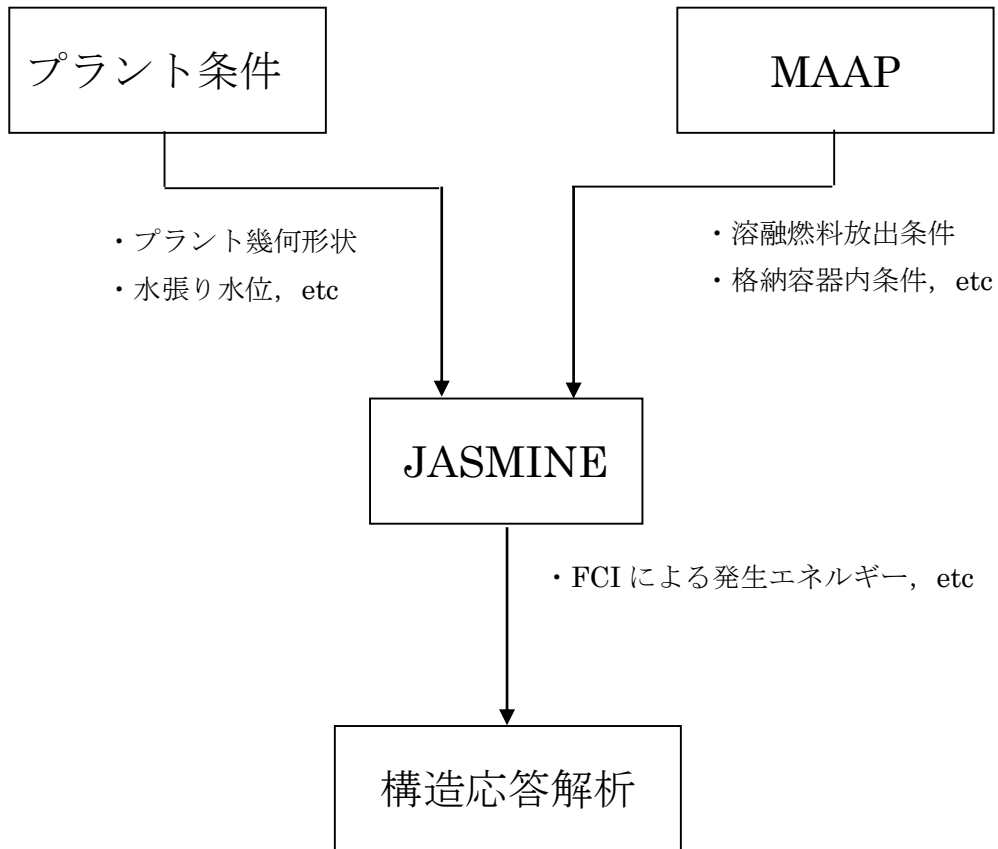 プラント条件
MAAP
・プラント幾何形状
・水張り水位，etc
・溶融燃料放出条件
・格納容器内条件，etc
JASMINE
・FCI による発生エネルギー，etc
構造応答解析